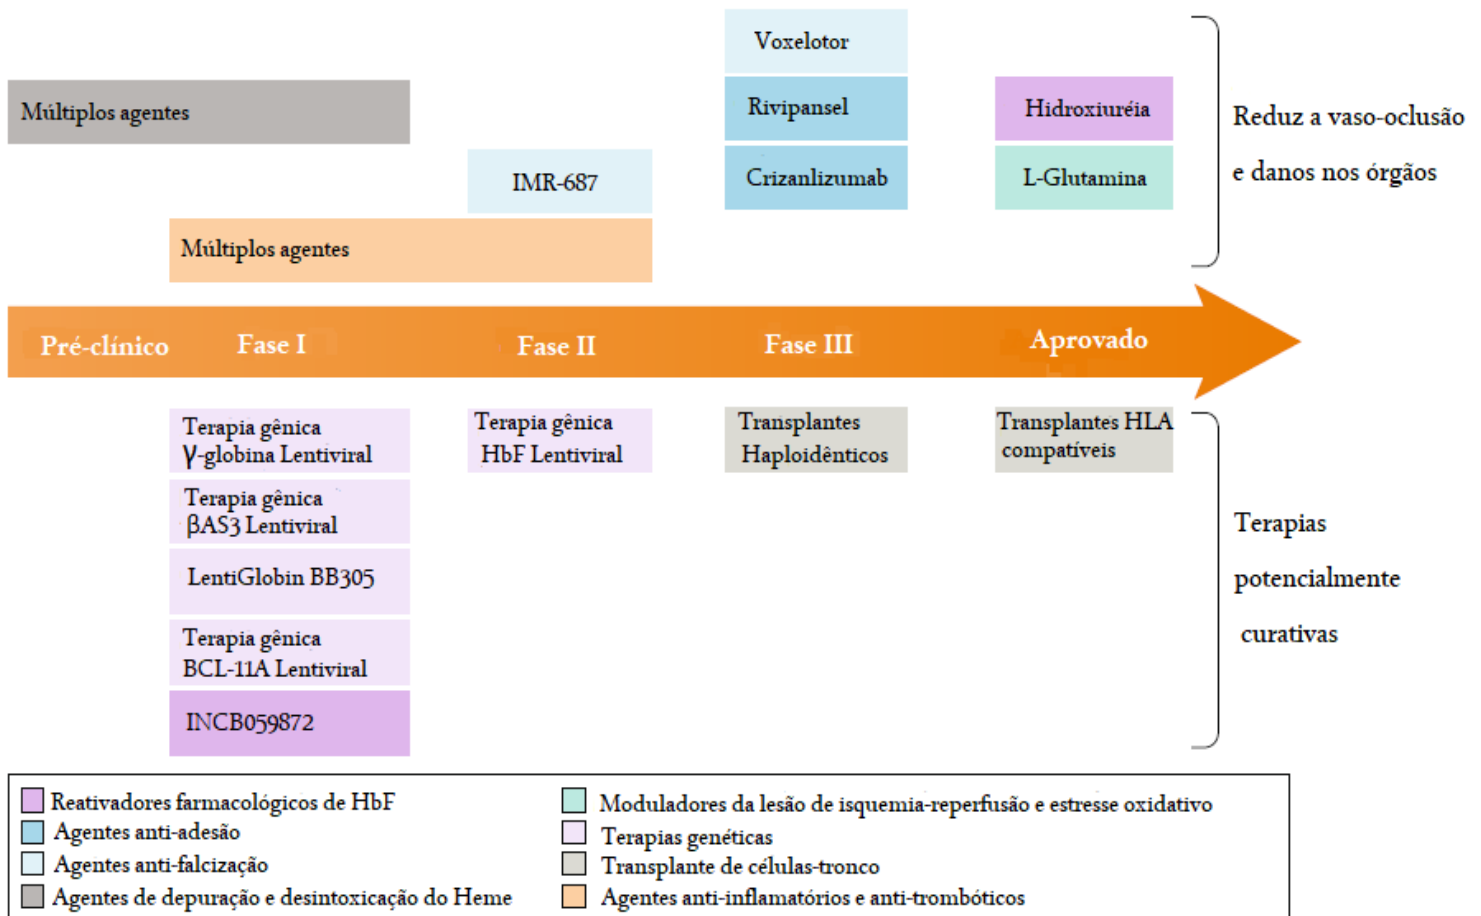 Voxelotor
Múltiplos agentes
Rivipansel
Hidroxiuréia
Reduz a vaso-oclusão
e danos nos órgãos
IMR-687
Crizanlizumab
L-Glutamina
Múltiplos agentes
Pré-clínico
Fase I
Fase II
Fase III
Aprovado
Terapia gênica
γ-globina Lentiviral
Terapia gênica
HbF Lentiviral
Transplantes
Haploidênticos
Transplantes HLA
compatíveis
Terapia gênica
βAS3 Lentiviral
LentiGlobin BB305
Terapia gênica
BCL-11A Lentiviral
INCB059872
Terapias
potencialmente
curativas
Reativadores farmacológicos de HbF
Agentes anti-adesão
Agentes anti-falcização
Agentes de depuração e desintoxicação do Heme
Moduladores da lesão de isquemia-reperfusão e estresse oxidativo
Terapias genéticas
Transplante de células-tronco
Agentes anti-inflamatórios e anti-trombóticos